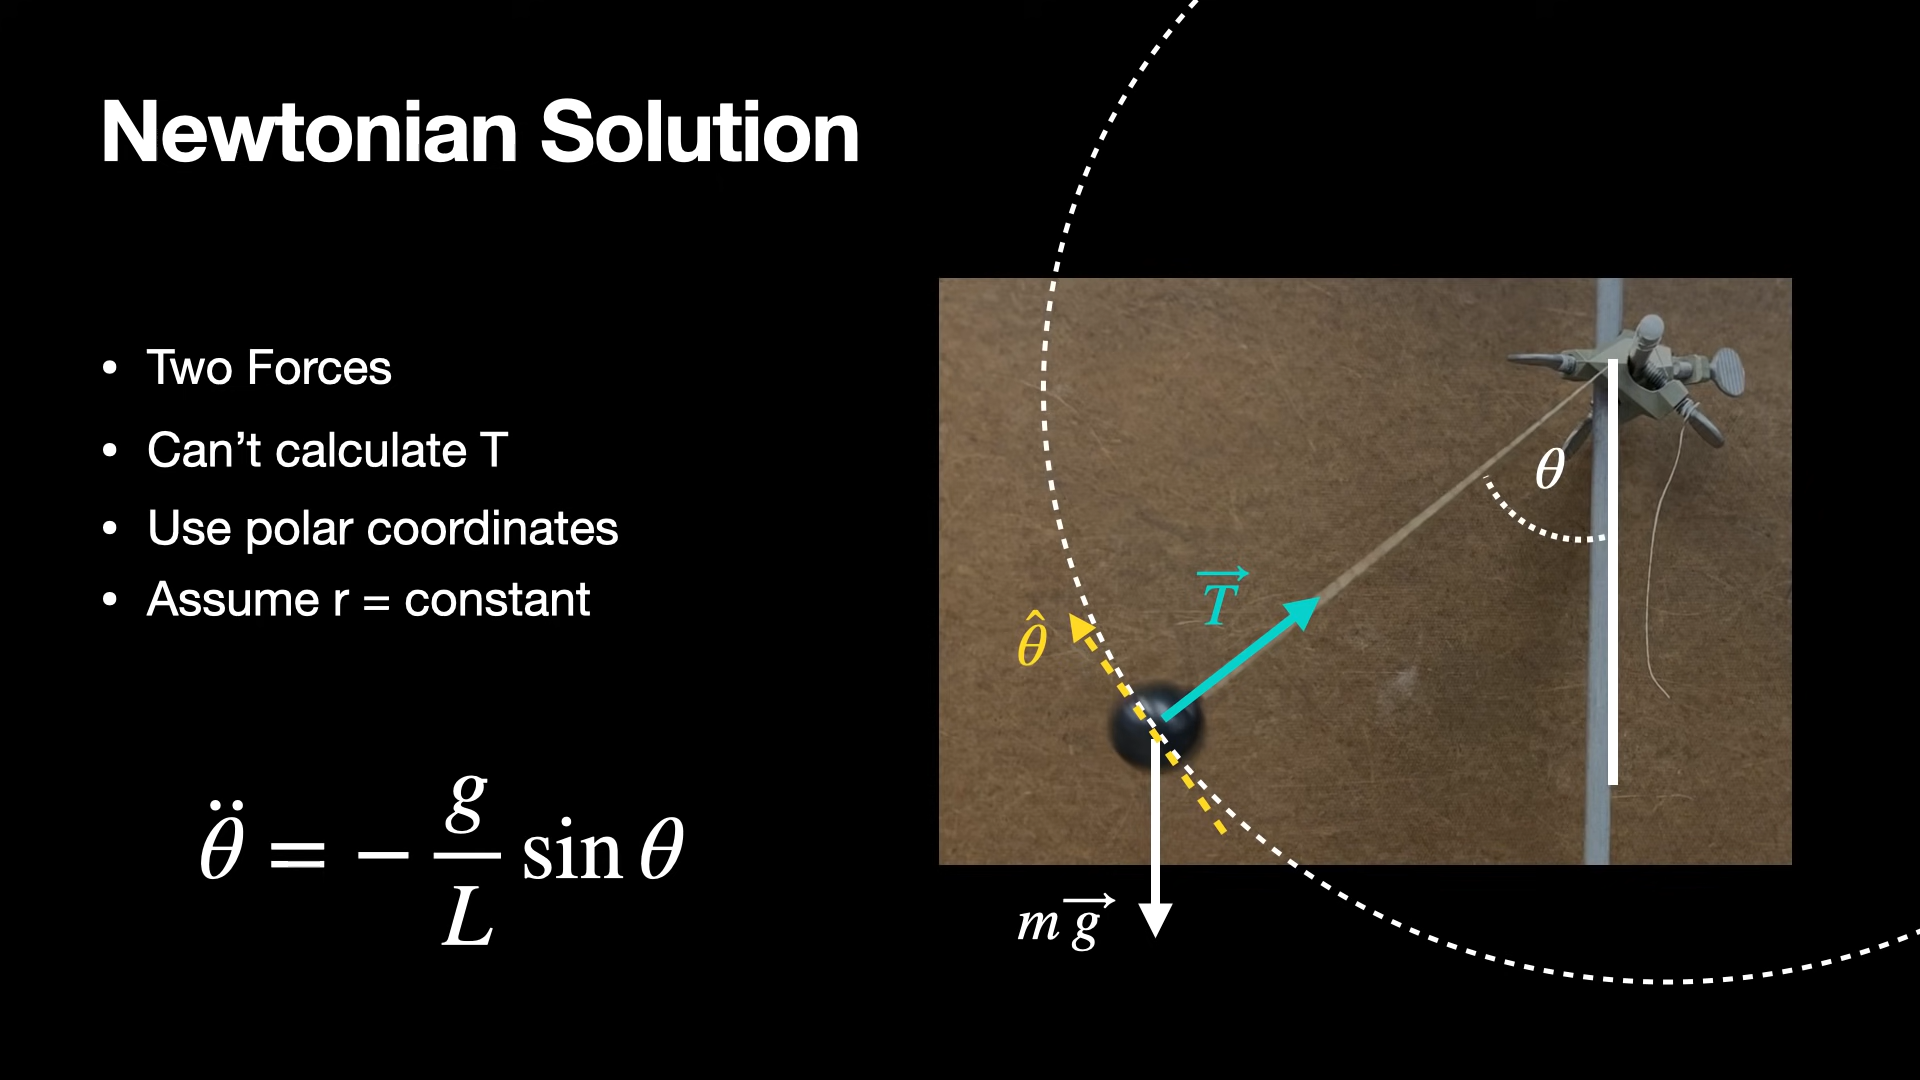 Newtonian Solution
• Two Forces
• Can’t calculate T
• Use polar coordinates
• Assume r = constant
θ̈ = − g/L sin θ
θ
T⃗
θ̂
mg⃗